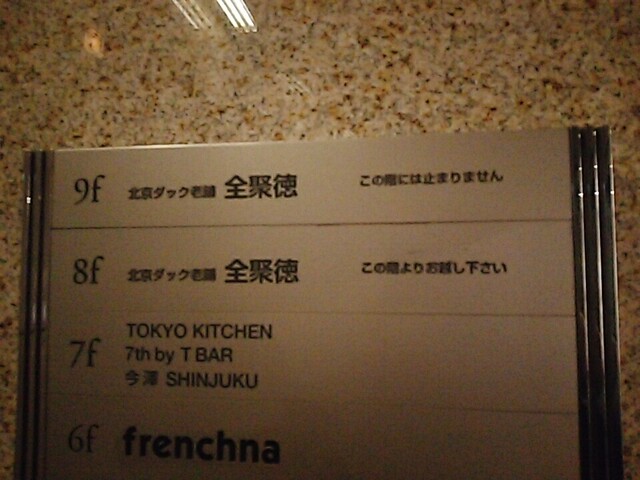 9f 北京ダック老舗 全聚徳 この階には止まりません
8f 北京ダック老舗 全聚徳 この階よりお越し下さい
7f TOKYO KITCHEN
7th by T BAR
今澤 SHINJUKU
6f frenchna